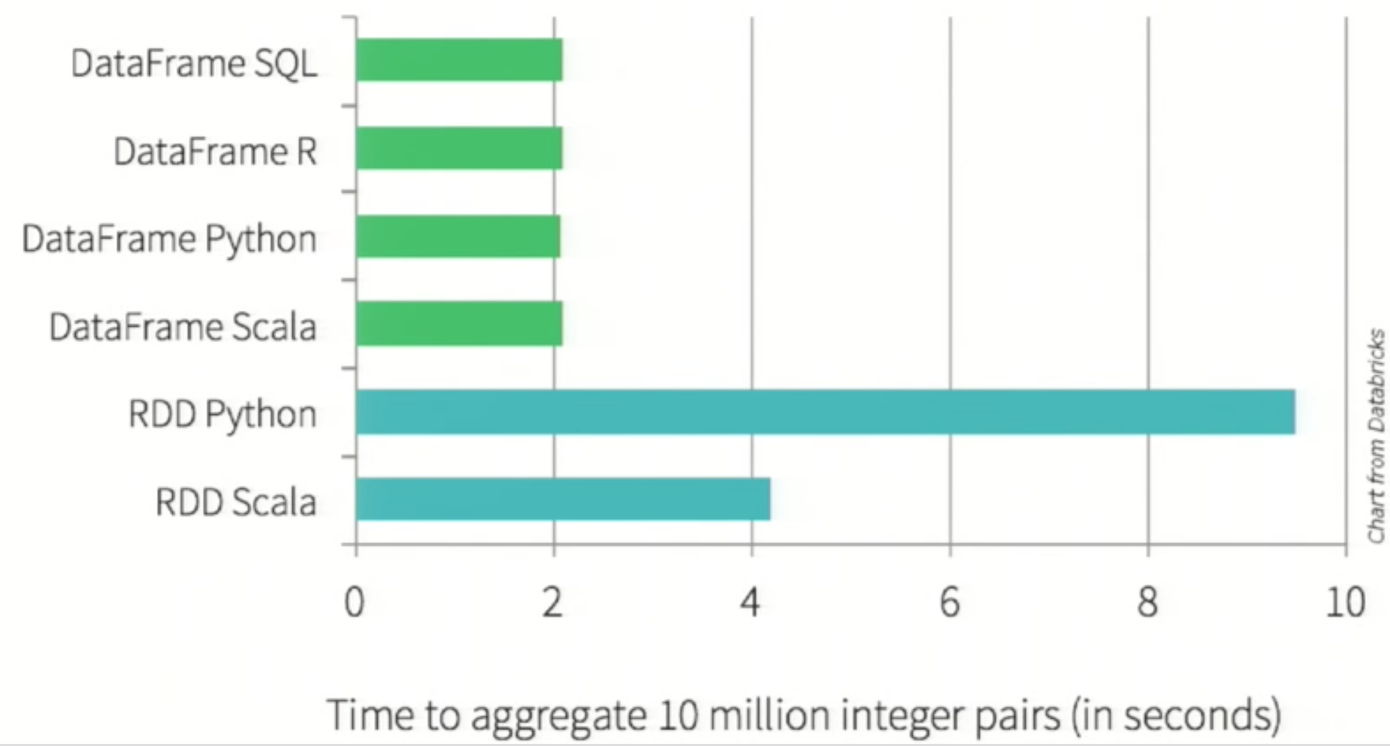 DataFrame SQL
DataFrame R
DataFrame Python
DataFrame Scala
RDD Python
RDD Scala
0 2 4 6 8 10
Time to aggregate 10 million integer pairs (in seconds)
Chart from Databricks